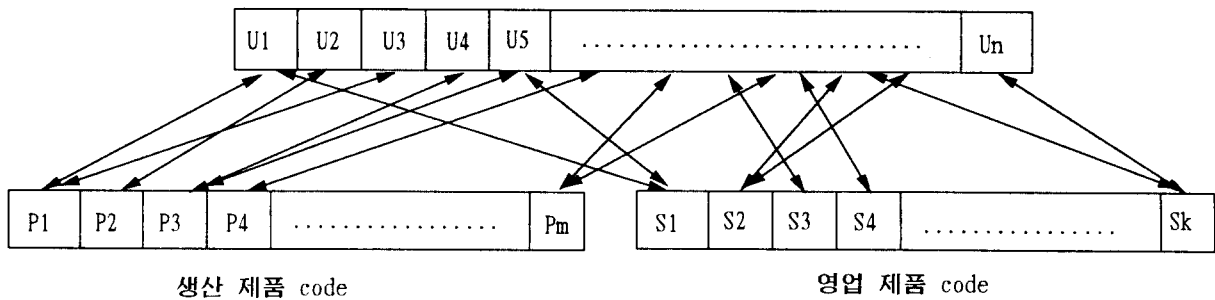 U1 U2 U3 U4 U5 .............................. Un
P1 P2 P3 P4 .................. Pm S1 S2 S3 S4 ................ Sk
생산 제품 code 영업 제품 code